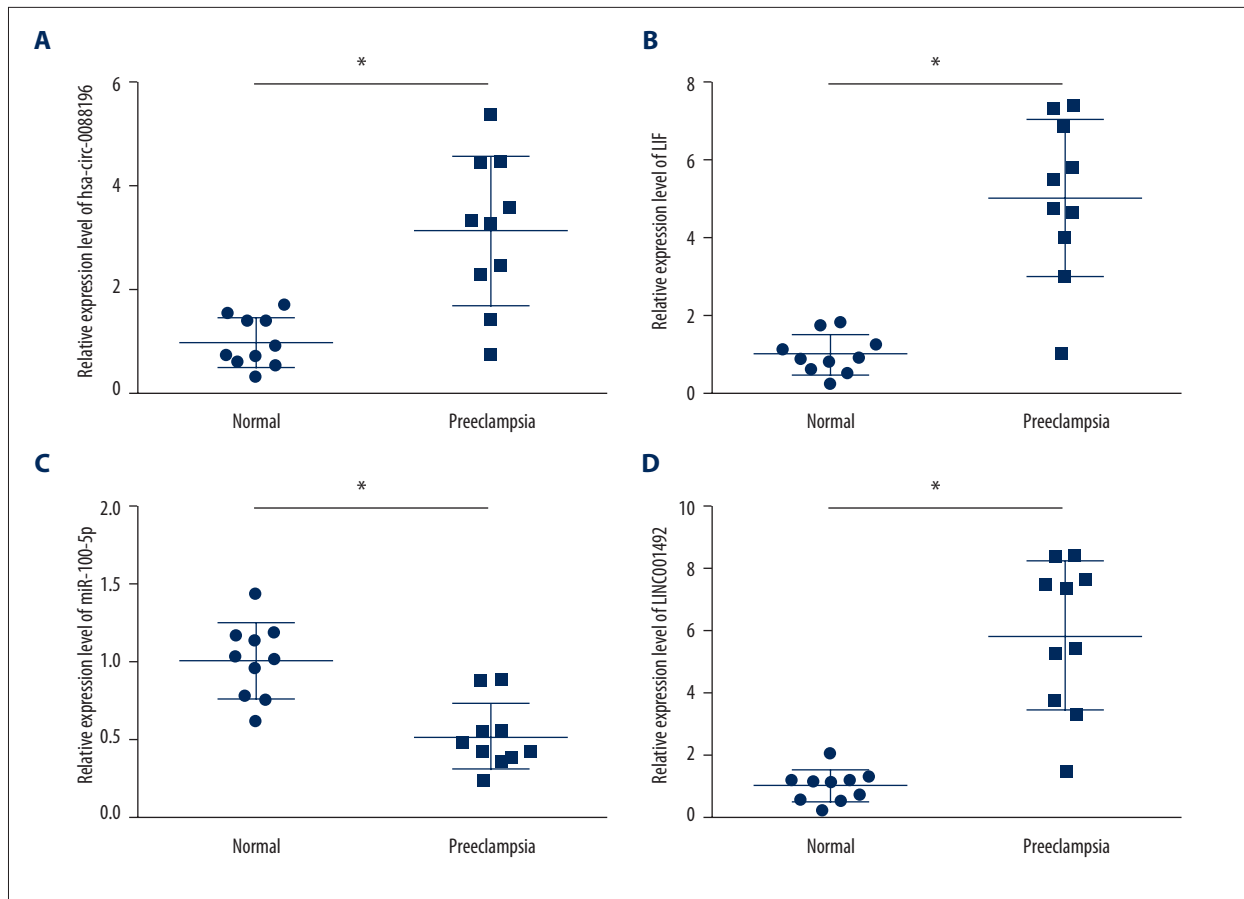 A
*
Relative expression level of hsa-circ-0088196
6
4
2
0
Normal
Preeclampsia
B
*
Relative expression level of LIF
8
6
4
2
0
Normal
Preeclampsia
C
*
Relative expression level of miR-100-5p
2.0
1.5
1.0
0.5
0.0
Normal
Preeclampsia
D
*
Relative expression level of LINC001492
10
8
6
4
2
0
Normal
Preeclampsia